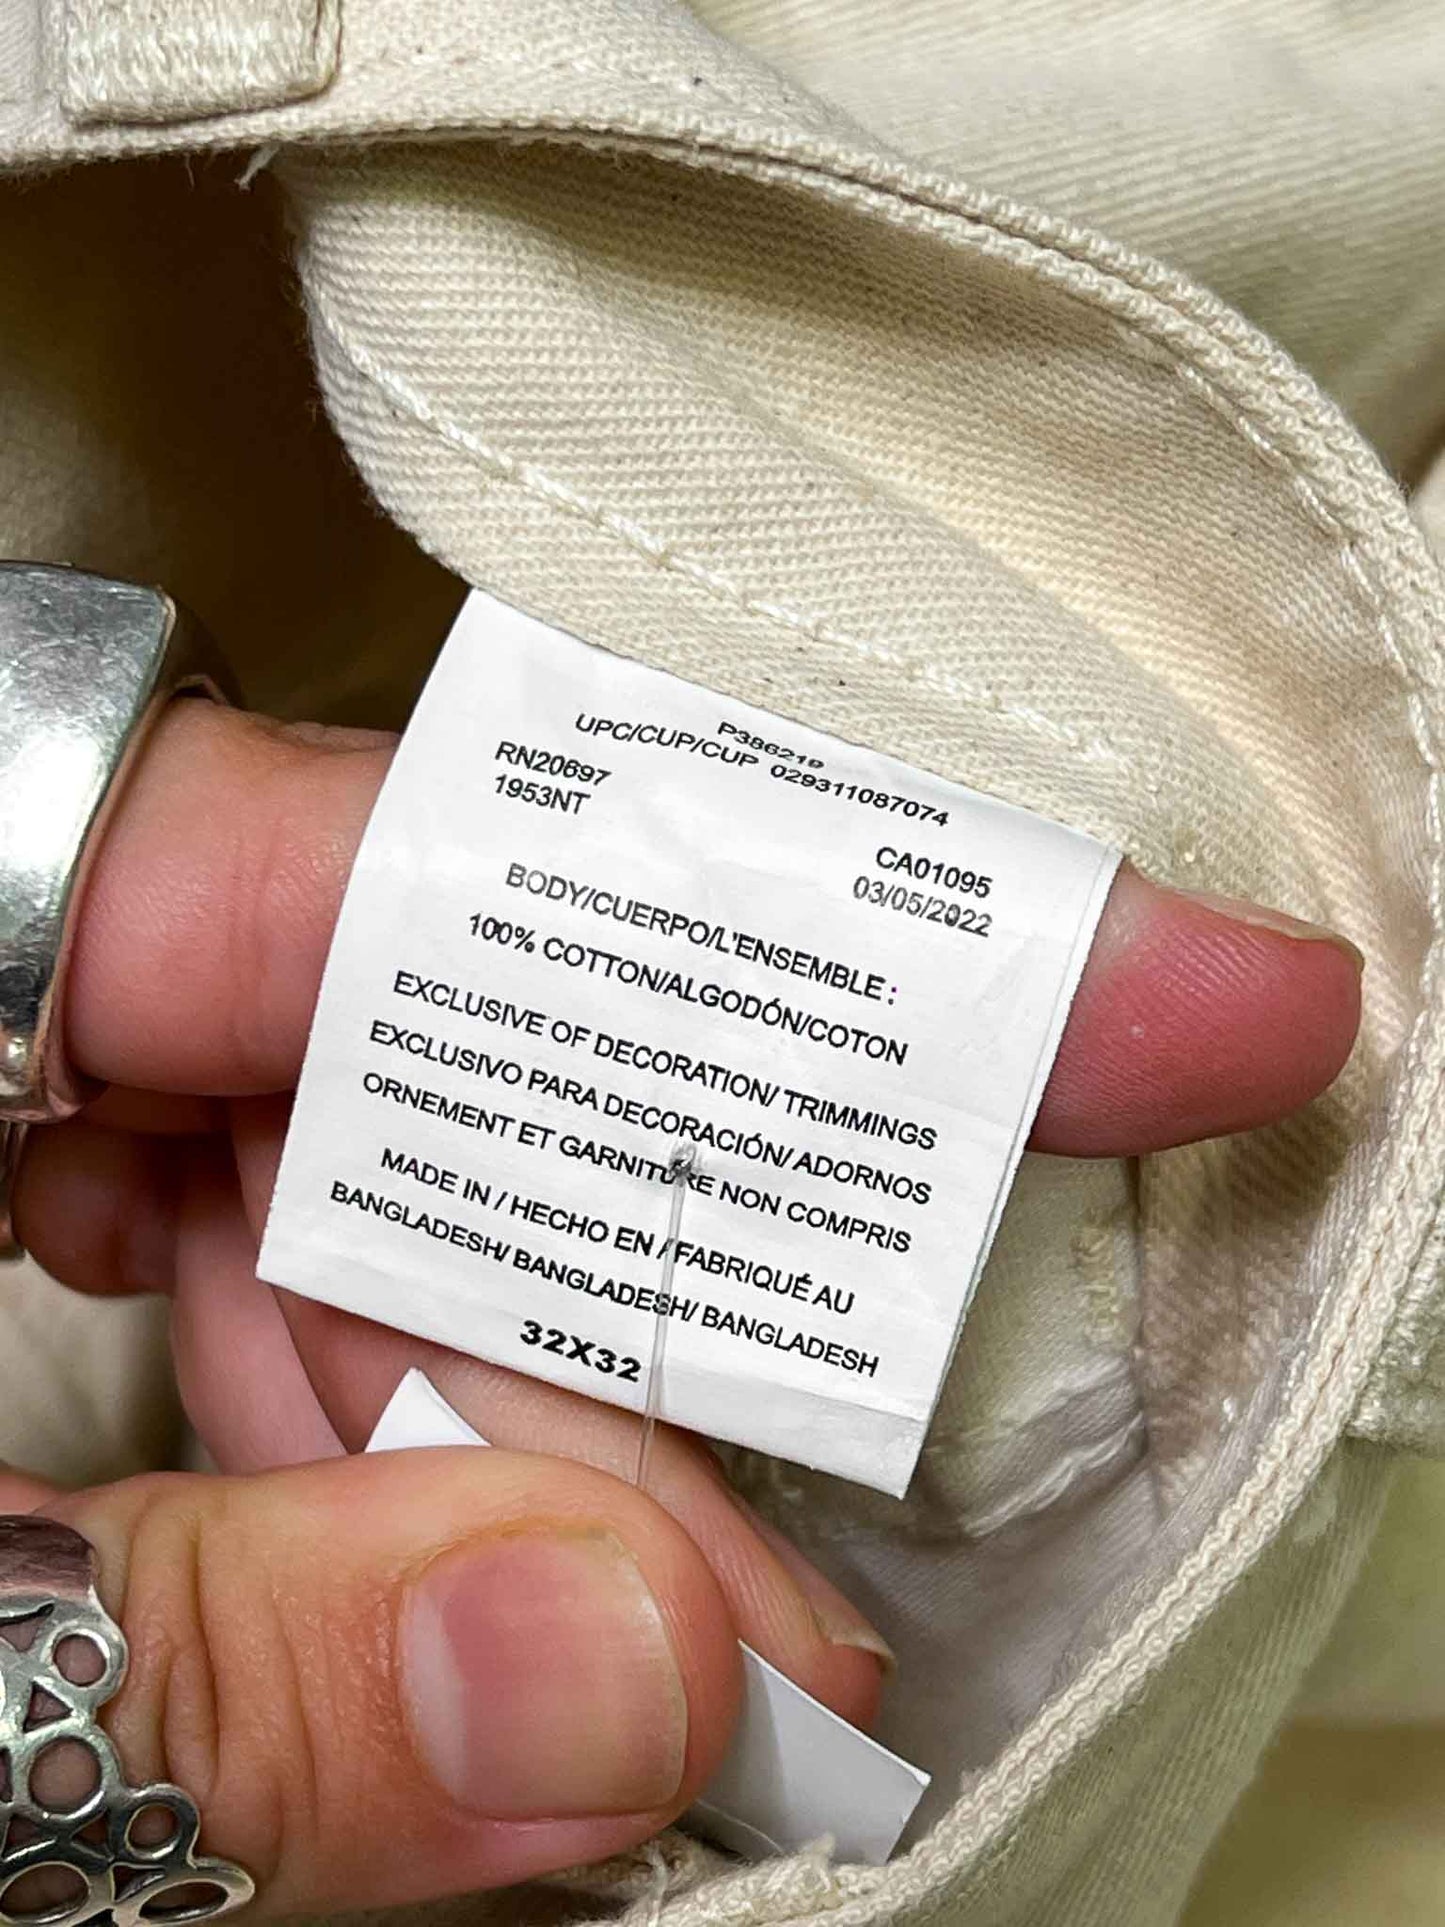 P386219
UPC/CUP/CUP 029311087074
RN20697
1953NT
CA01095
03/05/2022
BODY/CUERPO/L'ENSEMBLE:
100% COTTON/ALGODÓN/COTON
EXCLUSIVE OF DECORATION/ TRIMMINGS
EXCLUSIVO PARA DECORACIÓN/ ADORNOS
ORNEMENT ET GARNITURE NON COMPRIS
MADE IN / HECHO EN / FABRIQUÉ AU
BANGLADESH/ BANGLADESH/ BANGLADESH
32X32